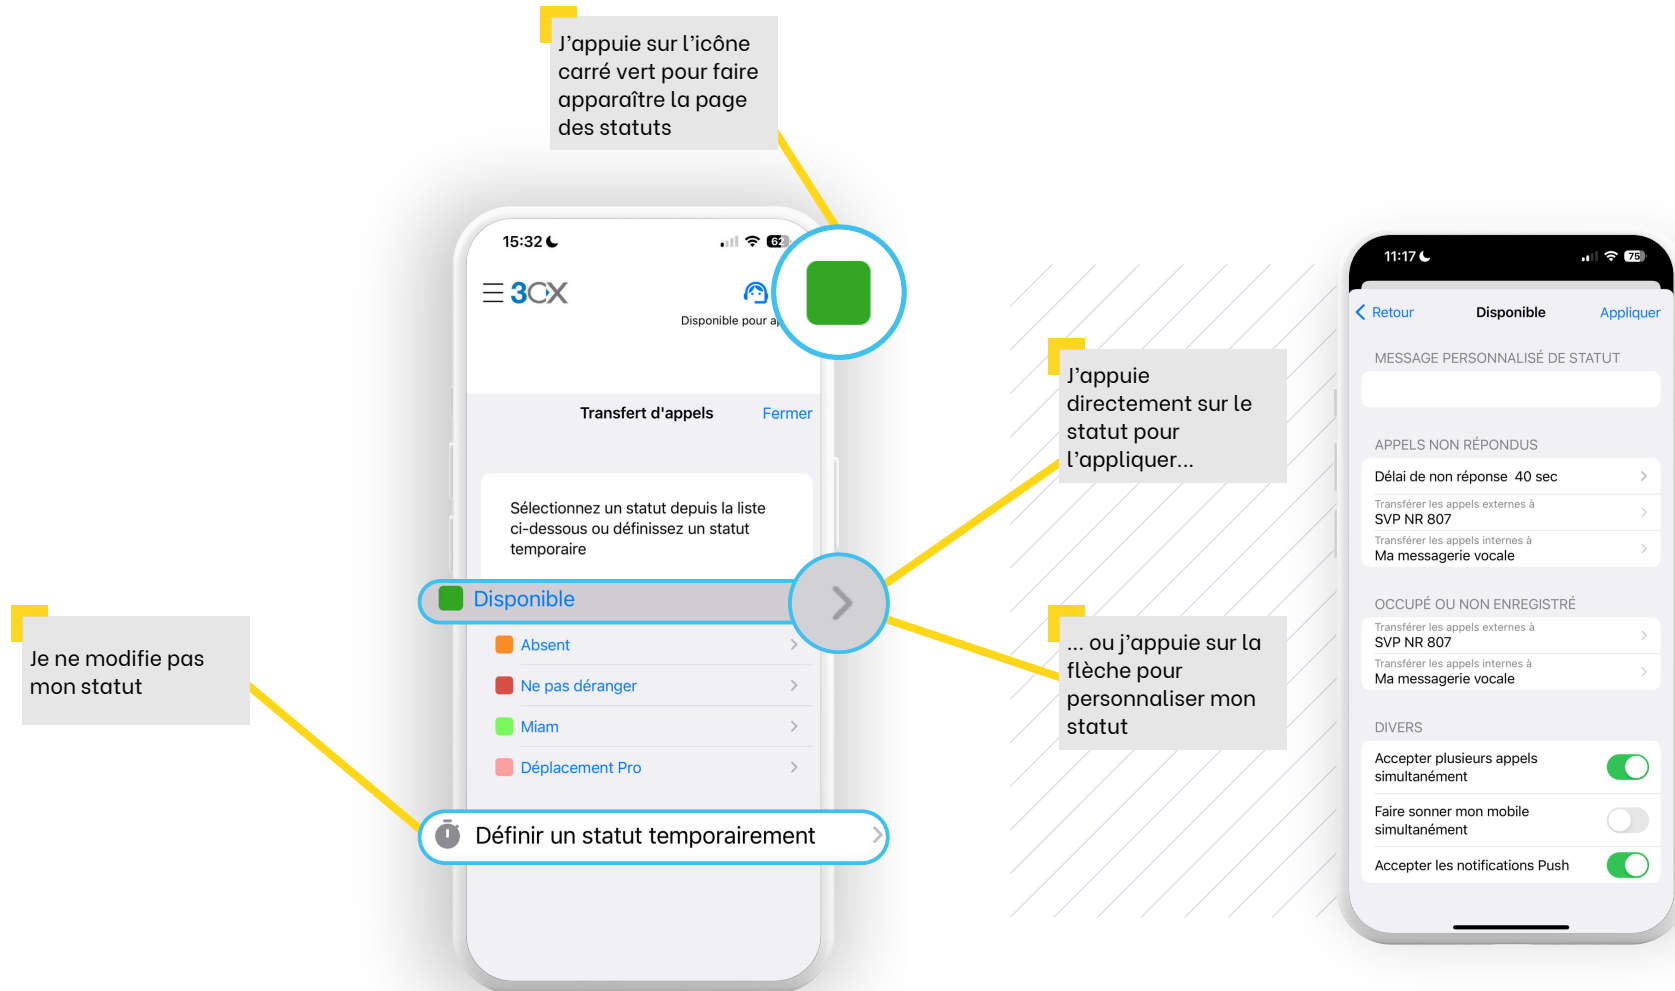 J'appuie sur l'icône
carré vert pour faire
apparaître la page
des statuts
15:32
62
3CX
Disponible pour a
Transfert d'appels
Fermer
Sélectionnez un statut depuis la liste
ci-dessous ou définissez un statut
temporaire
Disponible
Absent
Ne pas déranger
Miam
Déplacement Pro
Définir un statut temporairement
Je ne modifie pas
mon statut
J'appuie
directement sur le
statut pour
l'appliquer...
... ou j'appuie sur la
flèche pour
personnaliser mon
statut
11:17
75
Retour
Disponible
Appliquer
MESSAGE PERSONNALISÉ DE STATUT
APPELS NON RÉPONDUS
Délai de non réponse 40 sec
Transférer les appels externes à
SVP NR 807
Transférer les appels internes à
Ma messagerie vocale
OCCUPÉ OU NON ENREGISTRÉ
Transférer les appels externes à
SVP NR 807
Transférer les appels internes à
Ma messagerie vocale
DIVERS
Accepter plusieurs appels
simultanément
Faire sonner mon mobile
simultanément
Accepter les notifications Push